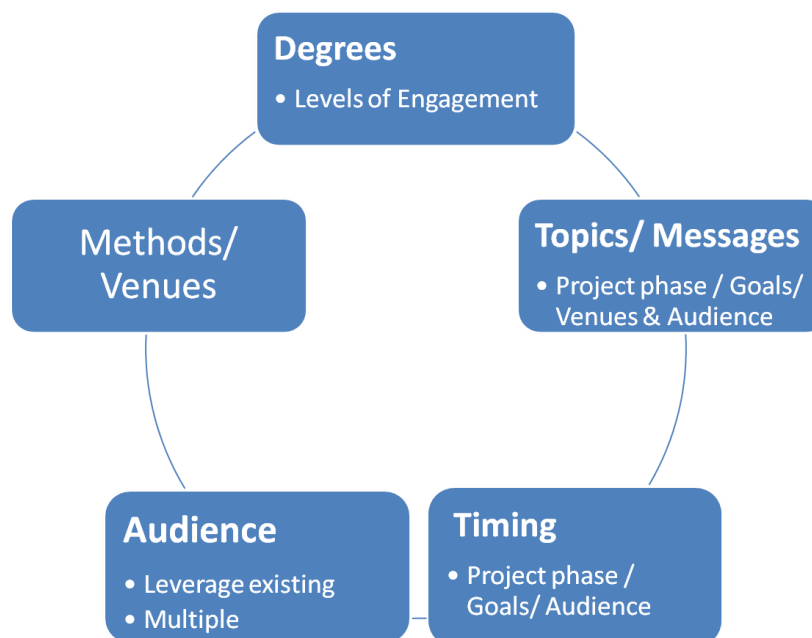 Degrees
• Levels of Engagement
Methods/
Venues
Topics/ Messages
• Project phase / Goals/
Venues & Audience
Audience
• Leverage existing
• Multiple
Timing
• Project phase /
Goals/ Audience